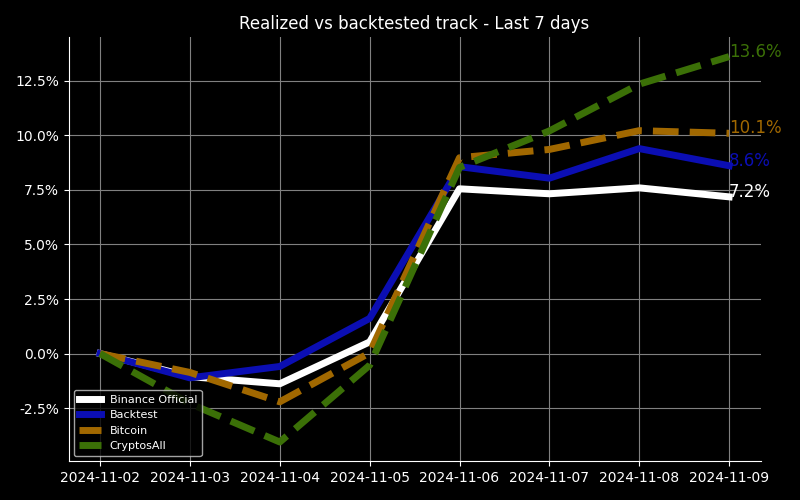 Realized vs backtested track - Last 7 days
13.6%
12.5%
10.1%
10.0%
8.6%
7.5%
7.2%
5.0%
2.5%
0.0%
-2.5%
Binance Official
Backtest
Bitcoin
CryptosAll
2024-11-02 2024-11-03 2024-11-04 2024-11-05 2024-11-06 2024-11-07 2024-11-08 2024-11-09